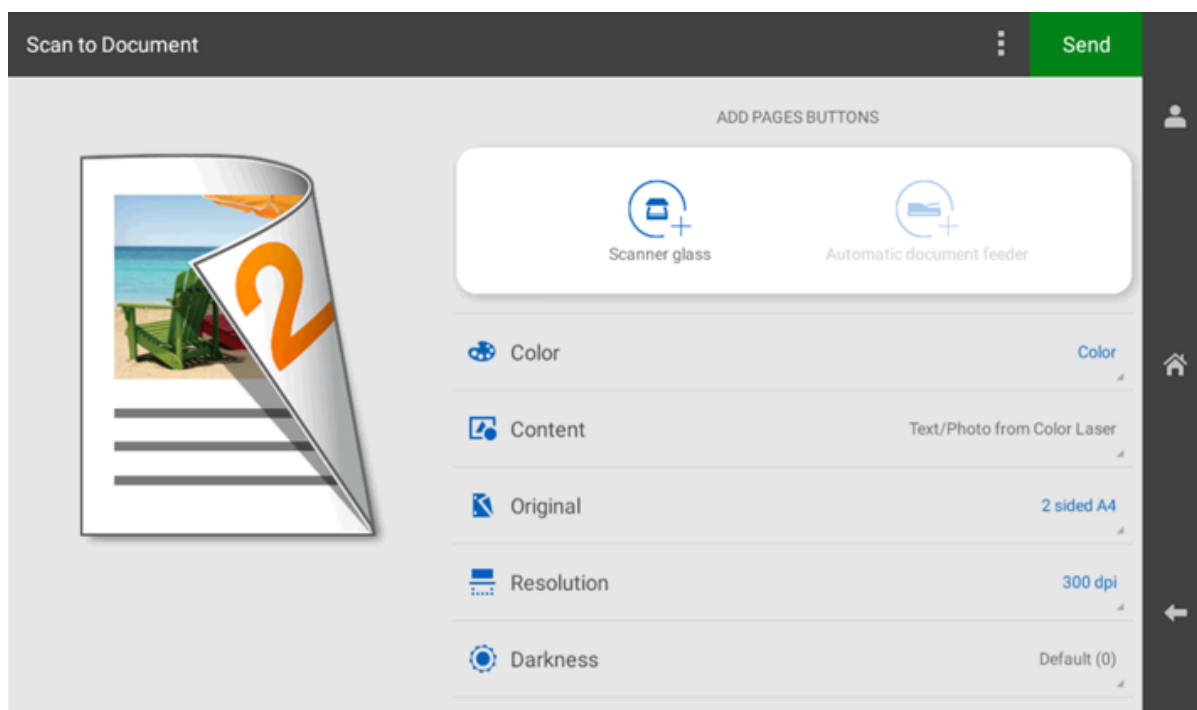 Scan to Document
Send
ADD PAGES BUTTONS
Scanner glass
Automatic document feeder
2
Color
Color
Content
Text/Photo from Color Laser
Original
2 sided A4
Resolution
300 dpi
Darkness
Default (0)